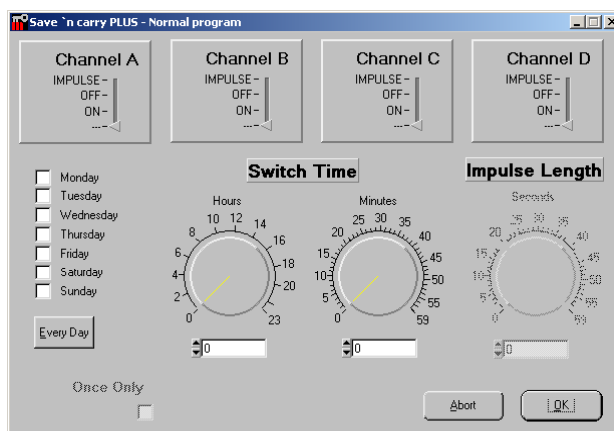 Save `n carry PLUS - Normal program
Channel A
IMPULSE -
OFF -
ON -
--- -
Channel B
IMPULSE -
OFF -
ON -
--- -
Channel C
IMPULSE -
OFF -
ON -
--- -
Channel D
IMPULSE -
OFF -
ON -
--- -
Monday
Tuesday
Wednesday
Thursday
Friday
Saturday
Sunday
Every Day
Once Only
Switch Time
Hours
0 2 4 6 8 10 12 14 16 18 20 23
0
Minutes
0 5 10 15 20 25 30 35 40 45 50 55 59
0
Impulse Length
Seconds
0 5 10 15 20 25 30 35 40 45 50 55 59
0
Abort
OK